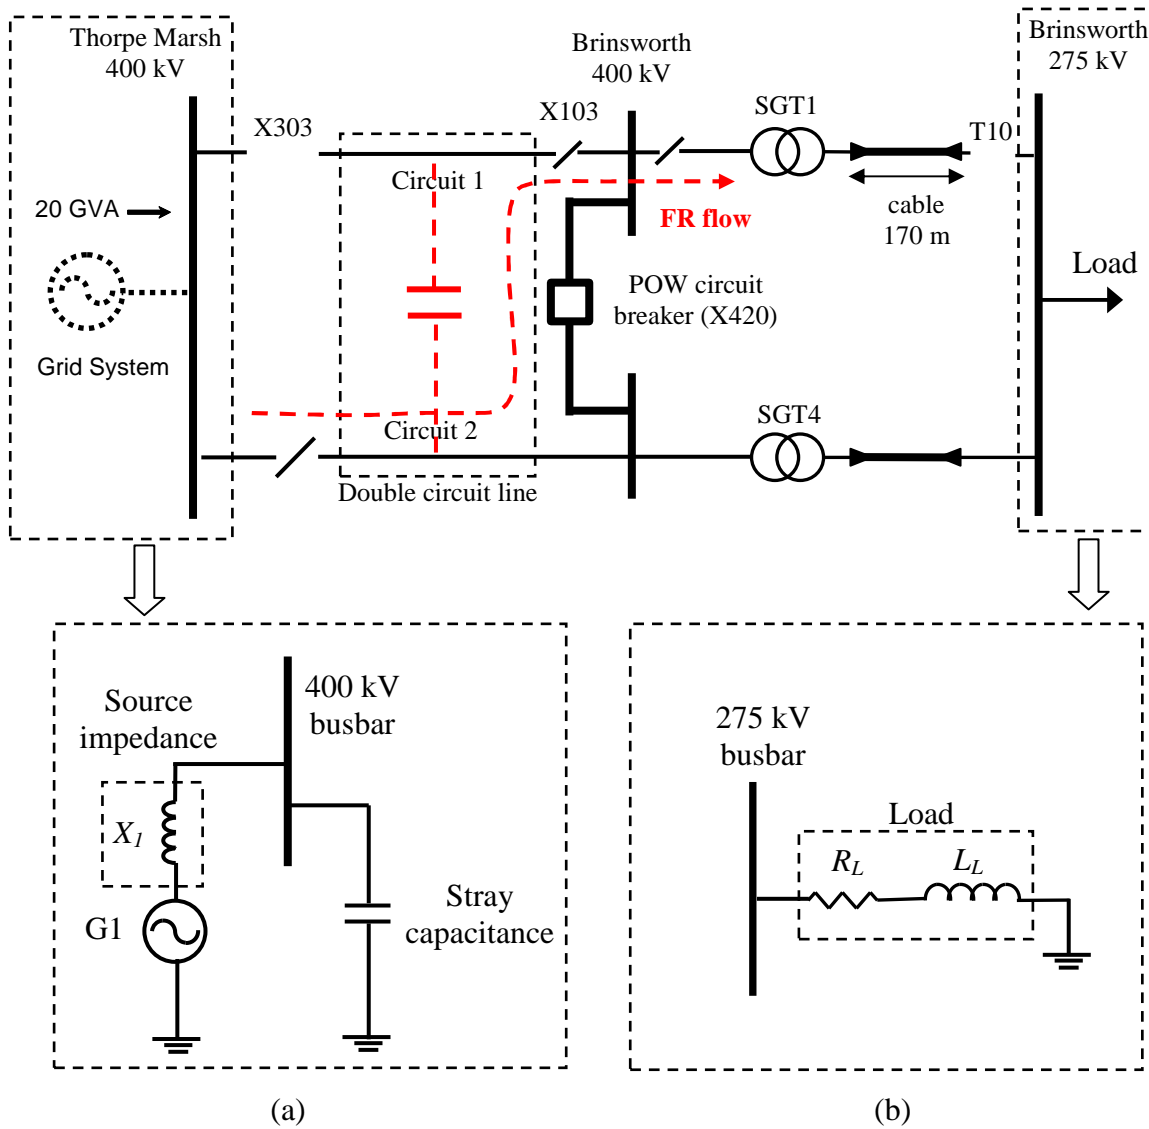 Thorpe Marsh
400 kV
Brinsworth
400 kV
Brinsworth
275 kV
X303
X103
SGT1
T10
Circuit 1
20 GVA
FR flow
cable
170 m
Load
POW circuit
breaker (X420)
Grid System
Circuit 2
SGT4
Double circuit line
Source
impedance
400 kV
busbar
X1
G1
Stray
capacitance
275 kV
busbar
Load
RL
LL
(a)
(b)